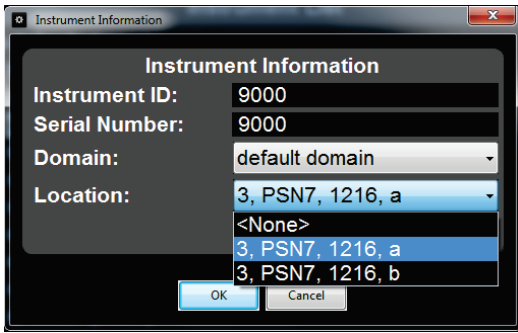 Instrument Information
Instrument Information
Instrument ID: 9000
Serial Number: 9000
Domain: default domain
Location: 3, PSN7, 1216, a
<None>
3, PSN7, 1216, a
3, PSN7, 1216, b
OK Cancel